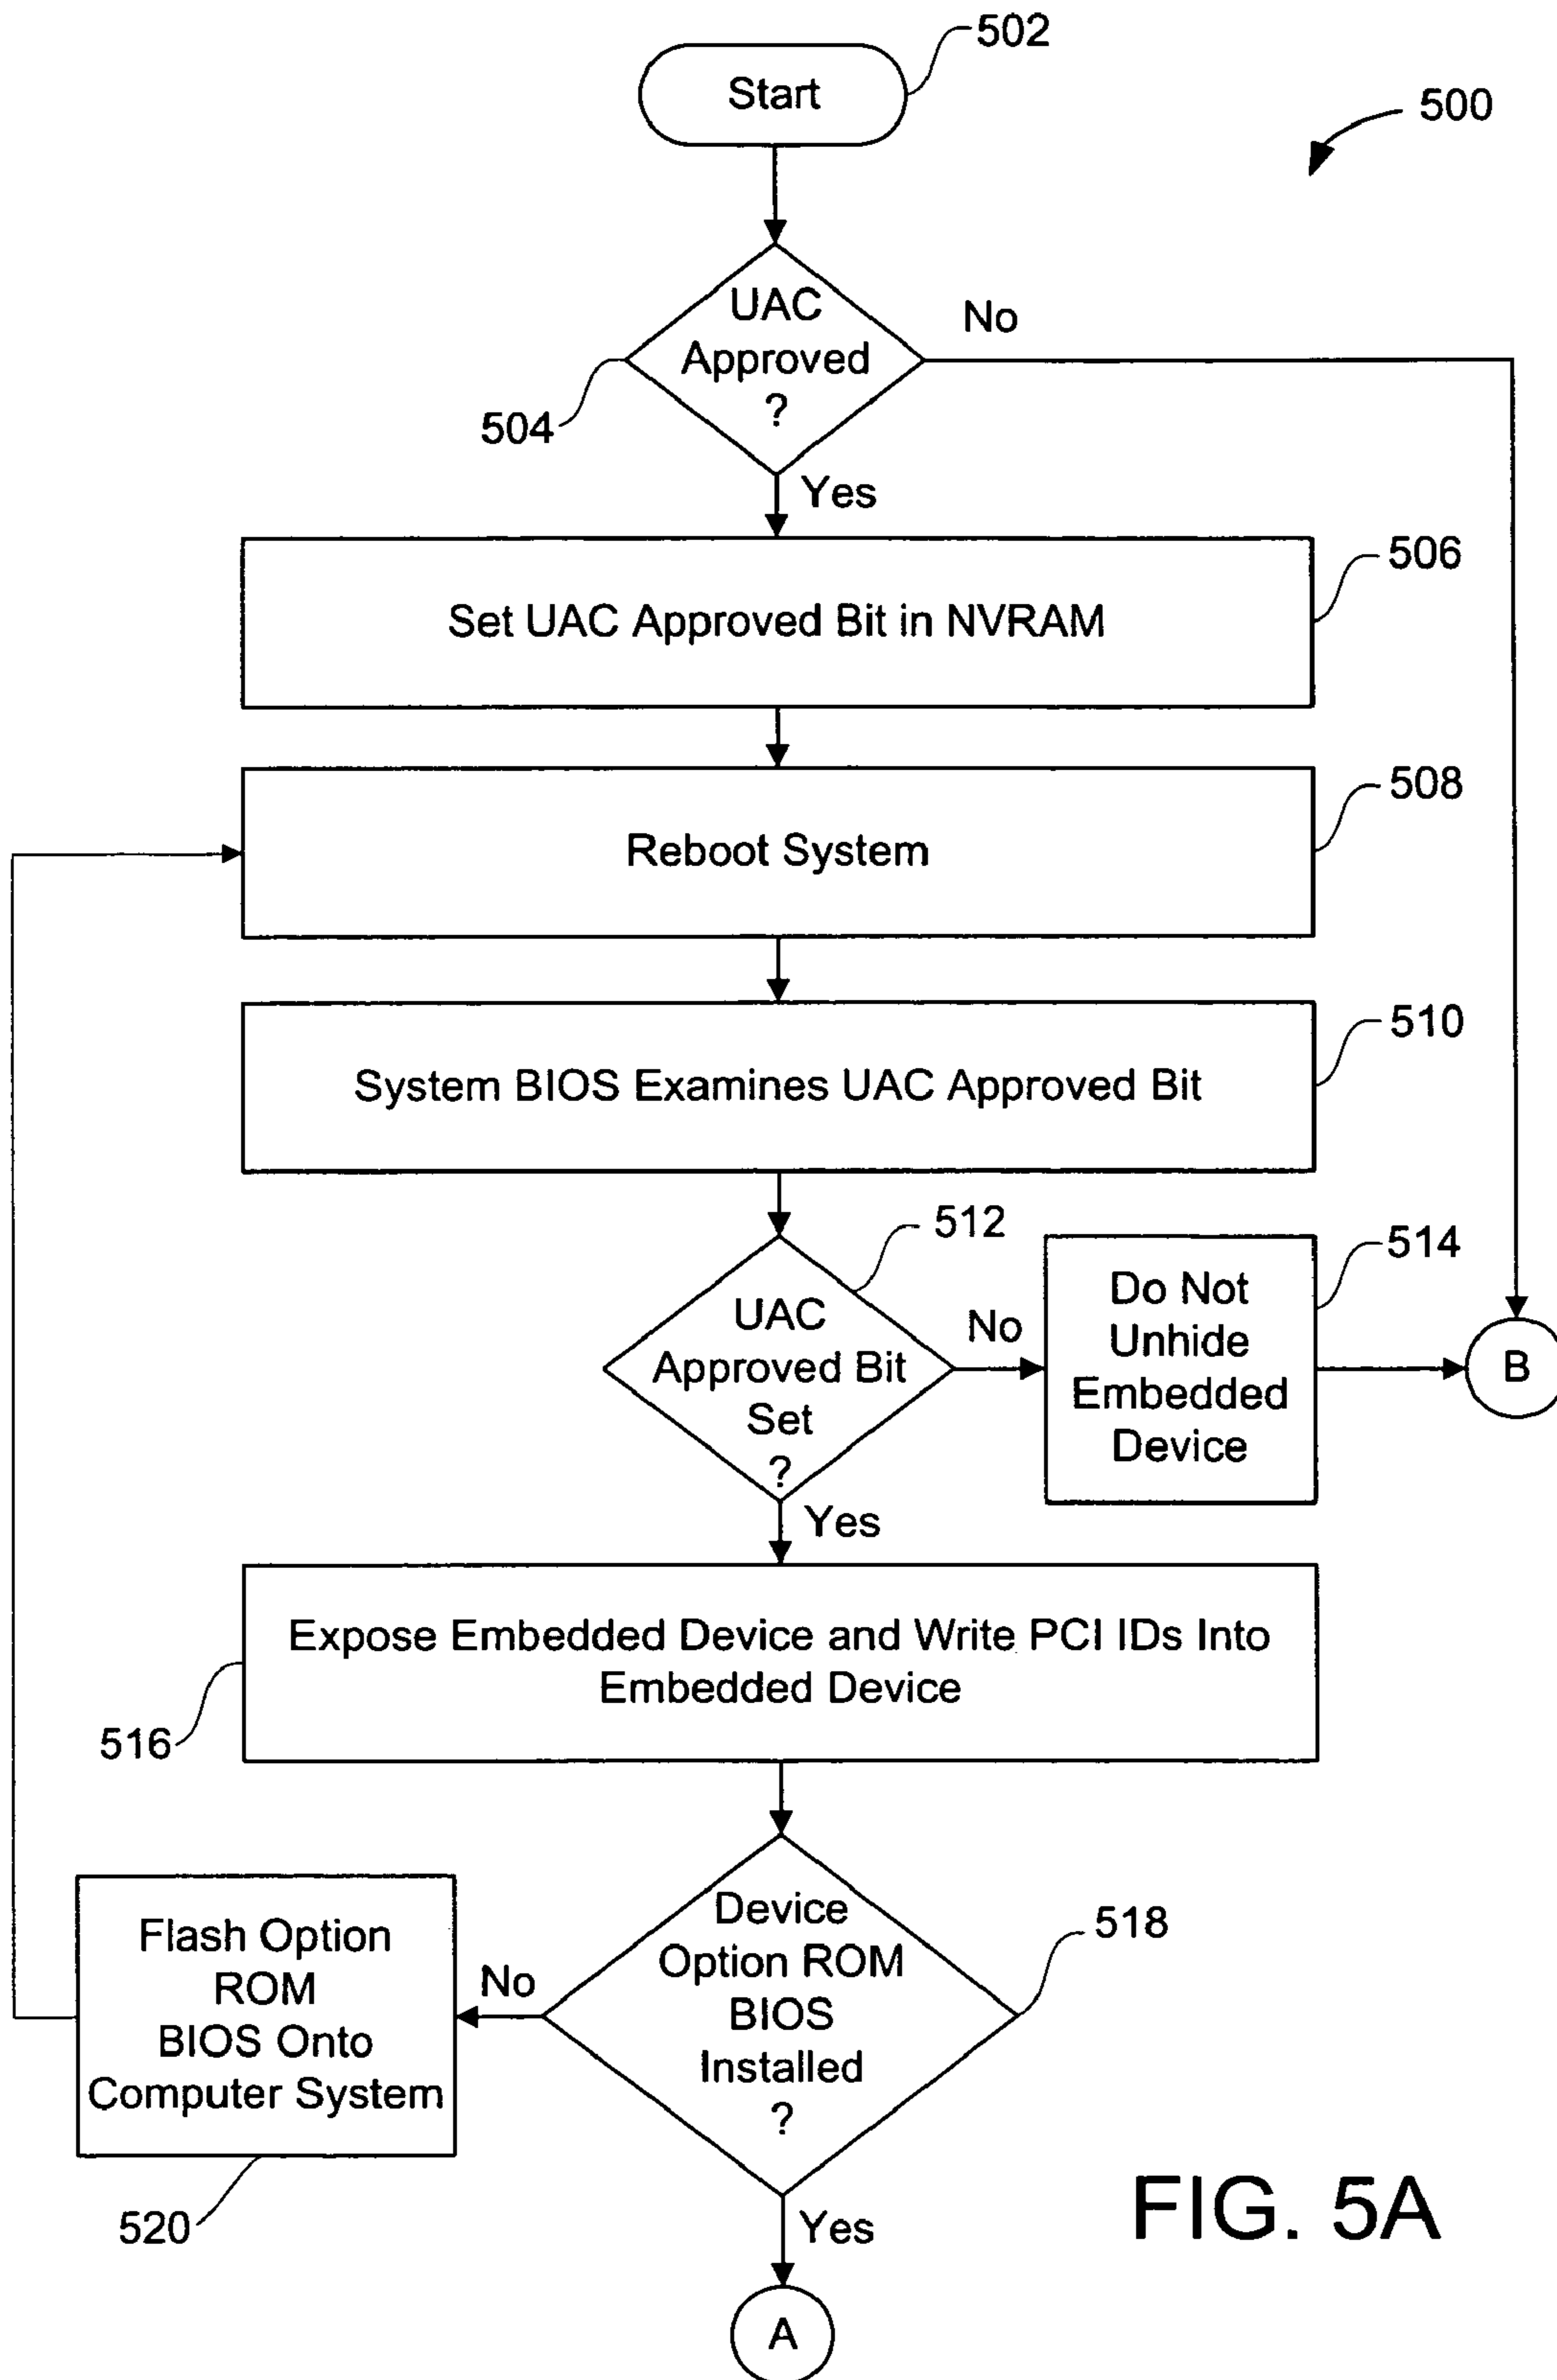 502
Start
500
UAC
Approved
?
No
504
Yes
506
Set UAC Approved Bit in NVRAM
508
Reboot System
510
System BIOS Examines UAC Approved Bit
512
514
UAC
Approved Bit
Set
?
No
Do Not
Unhide
Embedded
Device
B
Yes
Expose Embedded Device and Write PCI IDs Into
Embedded Device
516
518
Device
Option ROM
BIOS
Installed
?
No
Flash Option
ROM
BIOS Onto
Computer System
520
Yes
FIG. 5A
A